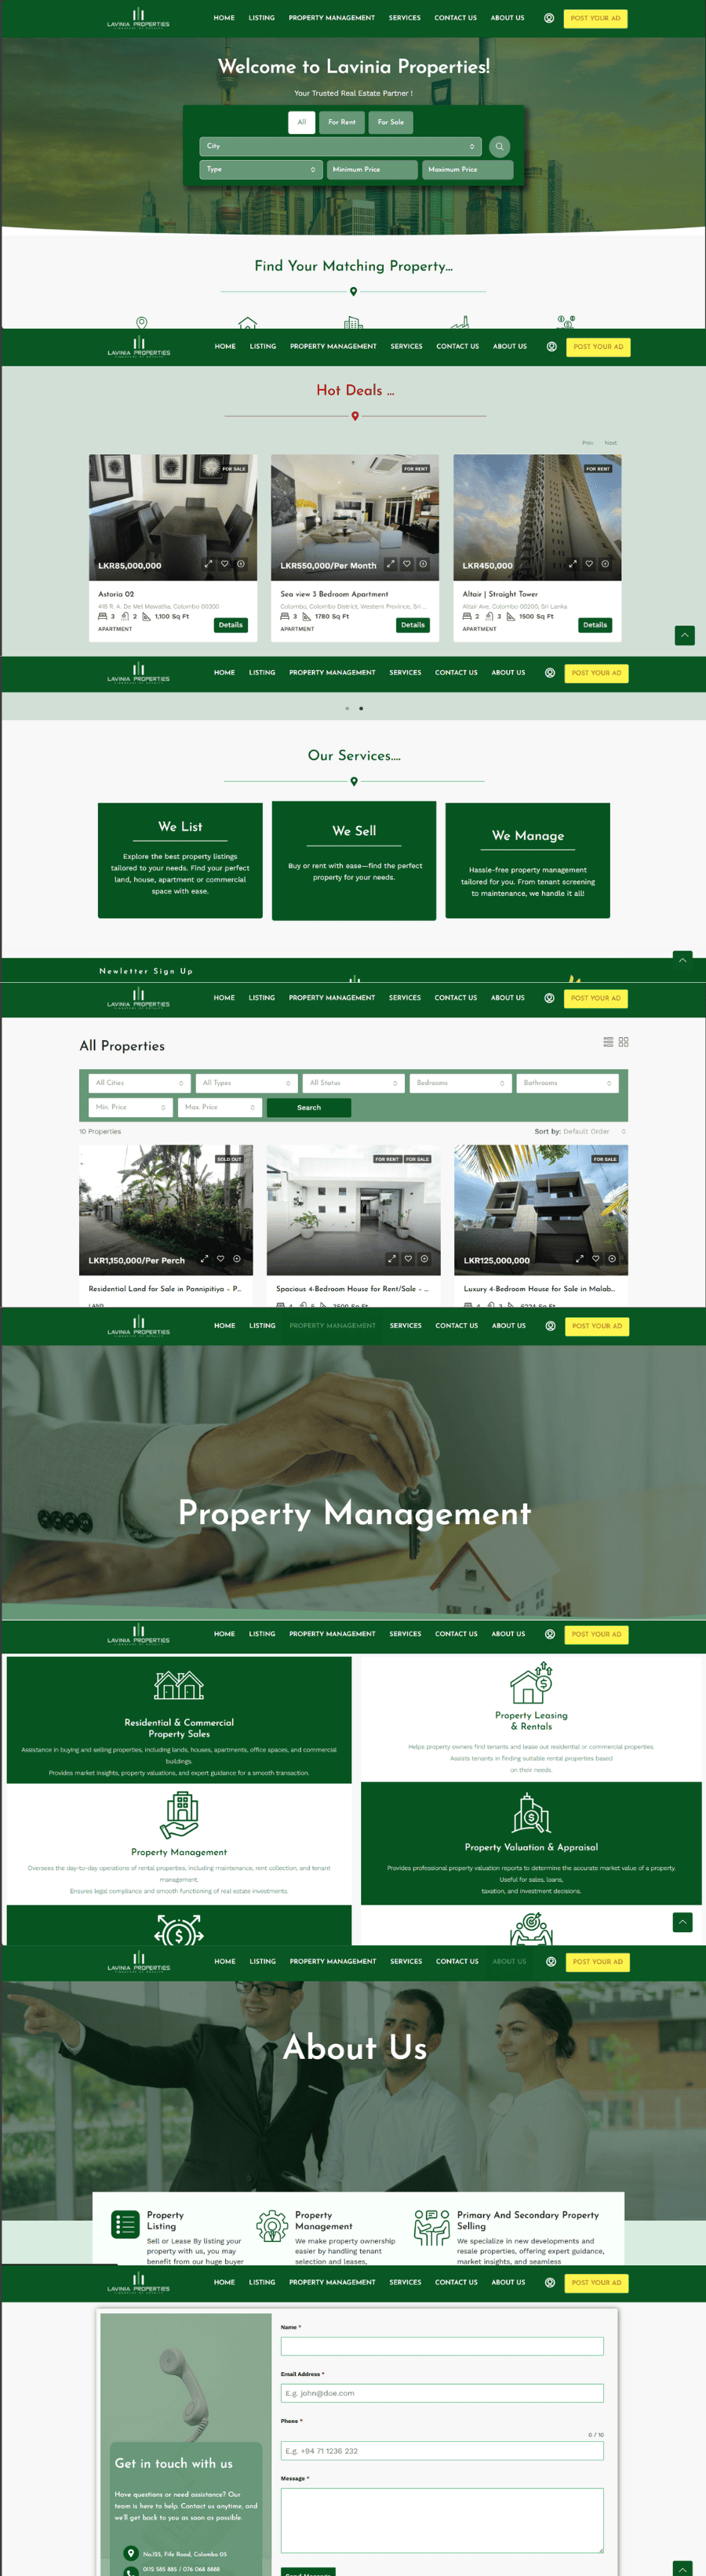 LAVINIA PROPERTIES
HOME LISTING PROPERTY MANAGEMENT SERVICES CONTACT US ABOUT US POST YOUR AD
Welcome to Lavinia Properties!
Your Trusted Real Estate Partner !
All For Rent For Sale
City
Type Minimum Price Maximum Price
Find Your Matching Property...
LAVINIA PROPERTIES
HOME LISTING PROPERTY MANAGEMENT SERVICES CONTACT US ABOUT US POST YOUR AD
Hot Deals ...
Prev Next
FOR SALE
FOR RENT
FOR RENT
LKR85,000,000
LKR550,000/Per Month
LKR450,000
Astoria 02
418 R. A. De Mel Mawatha, Colombo 00300
3 2 1,100 Sq Ft
APARTMENT
Details
Sea view 3 Bedroom Apartment
Colombo, Colombo District, Western Province, Sri ...
3 1780 Sq Ft
APARTMENT
Details
Altair | Straight Tower
Altair Ave, Colombo 00200, Sri Lanka
2 3 1500 Sq Ft
APARTMENT
Details
LAVINIA PROPERTIES
HOME LISTING PROPERTY MANAGEMENT SERVICES CONTACT US ABOUT US POST YOUR AD
Our Services....
We List
Explore the best property listings
tailored to your needs. Find your perfect
land, house, apartment or commercial
space with ease.
We Sell
Buy or rent with ease—find the perfect
property for your needs.
We Manage
Hassle-free property management
tailored for you. From tenant screening
to maintenance, we handle it all!
Newletter Sign Up
LAVINIA PROPERTIES
HOME LISTING PROPERTY MANAGEMENT SERVICES CONTACT US ABOUT US POST YOUR AD
All Properties
All Cities All Types All Status Bedrooms Bathrooms
Min. Price Max. Price Search
10 Properties
Sort by: Default Order
SOLD OUT
FOR RENT FOR SALE
FOR SALE
LKR1,150,000/Per Perch
LKR125,000,000
Residential Land for Sale in Pannipitiya – P...
Spacious 4-Bedroom House for Rent/Sale – ...
Luxury 4-Bedroom House for Sale in Malab...
LAND
4 5 3500 Sq Ft
4 3 6224 Sq Ft
LAVINIA PROPERTIES
HOME LISTING PROPERTY MANAGEMENT SERVICES CONTACT US ABOUT US POST YOUR AD
Property Management
LAVINIA PROPERTIES
HOME LISTING PROPERTY MANAGEMENT SERVICES CONTACT US ABOUT US POST YOUR AD
Residential & Commercial
Property Sales
Assistance in buying and selling properties, including lands, houses, apartments, office spaces, and commercial
buildings.
Provides market insights, property valuations, and expert guidance for a smooth transaction.
Property Leasing
& Rentals
Helps property owners find tenants and lease out residential or commercial properties.
Assists tenants in finding suitable rental properties based
on their needs.
Property Management
Oversees the day-to-day operations of rental properties, including maintenance, rent collection, and tenant
management.
Ensures legal compliance and smooth functioning of real estate investments.
Property Valuation & Appraisal
Provides professional property valuation reports to determine the accurate market value of a property.
Useful for sales, loans,
taxation, and investment decisions.
LAVINIA PROPERTIES
HOME LISTING PROPERTY MANAGEMENT SERVICES CONTACT US ABOUT US POST YOUR AD
About Us
Property
Listing
Sell or Lease By listing your
property with us, you may
benefit from our huge buyer
Property
Management
We make property ownership
easier by handling tenant
selection and leases,
Primary And Secondary Property
Selling
We specialize in new developments and
resale properties, offering expert guidance,
market insights, and seamless
LAVINIA PROPERTIES
HOME LISTING PROPERTY MANAGEMENT SERVICES CONTACT US ABOUT US POST YOUR AD
Get in touch with us
Have questions or need assistance? Our
team is here to help. Contact us anytime, and
we'll get back to you as soon as possible.
No.125, Fife Road, Colombo 05
0112 585 885 / 076 068 8888
Name *
Email Address *
E.g. john@doe.com
Phone *
0 / 10
E.g. +94 71 1236 232
Message *
Send Message